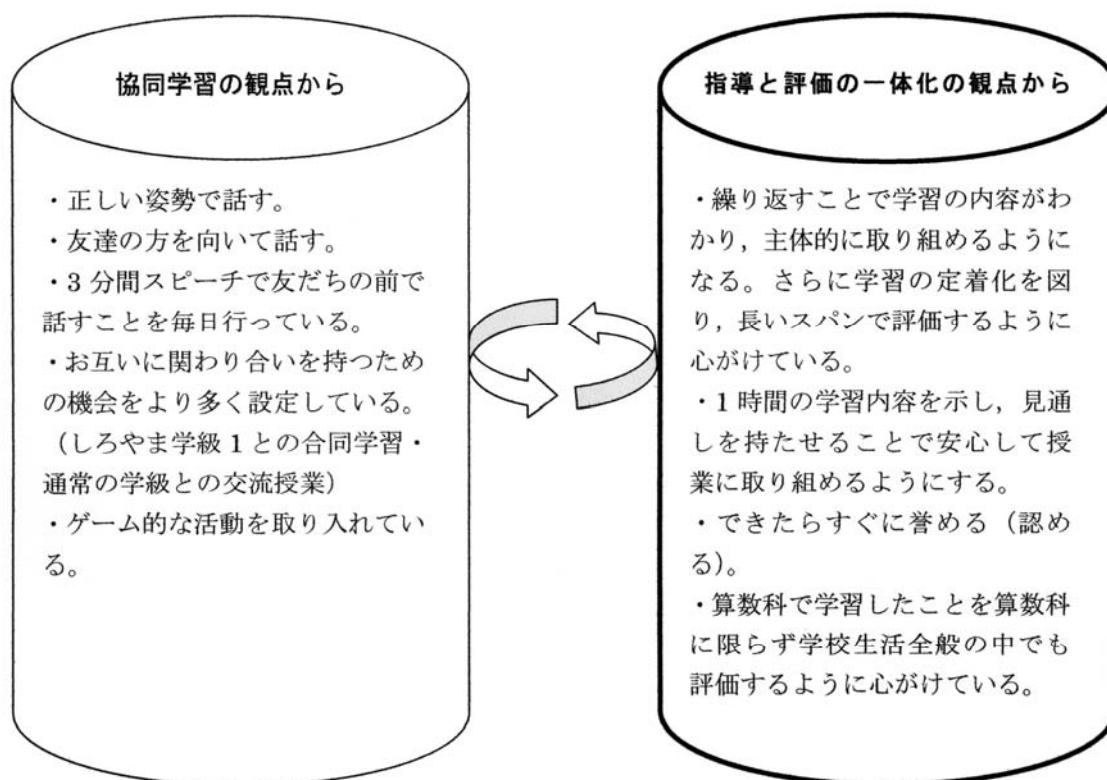 協同学習の観点から
・正しい姿勢で話す。
・友達の方を向いて話す。
・3分間スピーチで友だちの前で
話すことを毎日行っている。
・お互いに関わり合いを持つため
の機会をより多く設定している。
（しろやま学級1との合同学習・
通常の学級との交流授業）
・ゲーム的な活動を取り入れてい
る。
指導と評価の一体化の観点から
・繰り返すことで学習の内容がわ
かり，主体的に取り組めるように
なる。さらに学習の定着化を図
り，長いスパンで評価するように
心がけている。
・1時間の学習内容を示し，見通
しを持たせることで安心して授
業に取り組めるようにする。
・できたらすぐに誉める（認め
る）。
・算数科で学習したことを算数科
に限らず学校生活全般の中でも
評価するように心がけている。